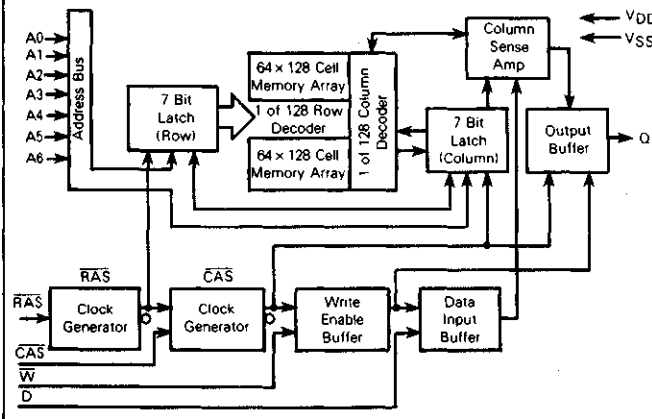 A0
A1
A2
A3
A4
A5
A6
Address Bus
7 Bit
Latch
(Row)
64 × 128 Cell
Memory Array
1 of 128 Row
Decoder
64 × 128 Cell
Memory Array
1 of 128 Column
Decoder
7 Bit
Latch
(Column)
Column
Sense
Amp
VDD
VSS
Output
Buffer
Q
RAS
RAS
Clock
Generator
CAS
Clock
Generator
Write
Enable
Buffer
Data
Input
Buffer
CAS
W
D